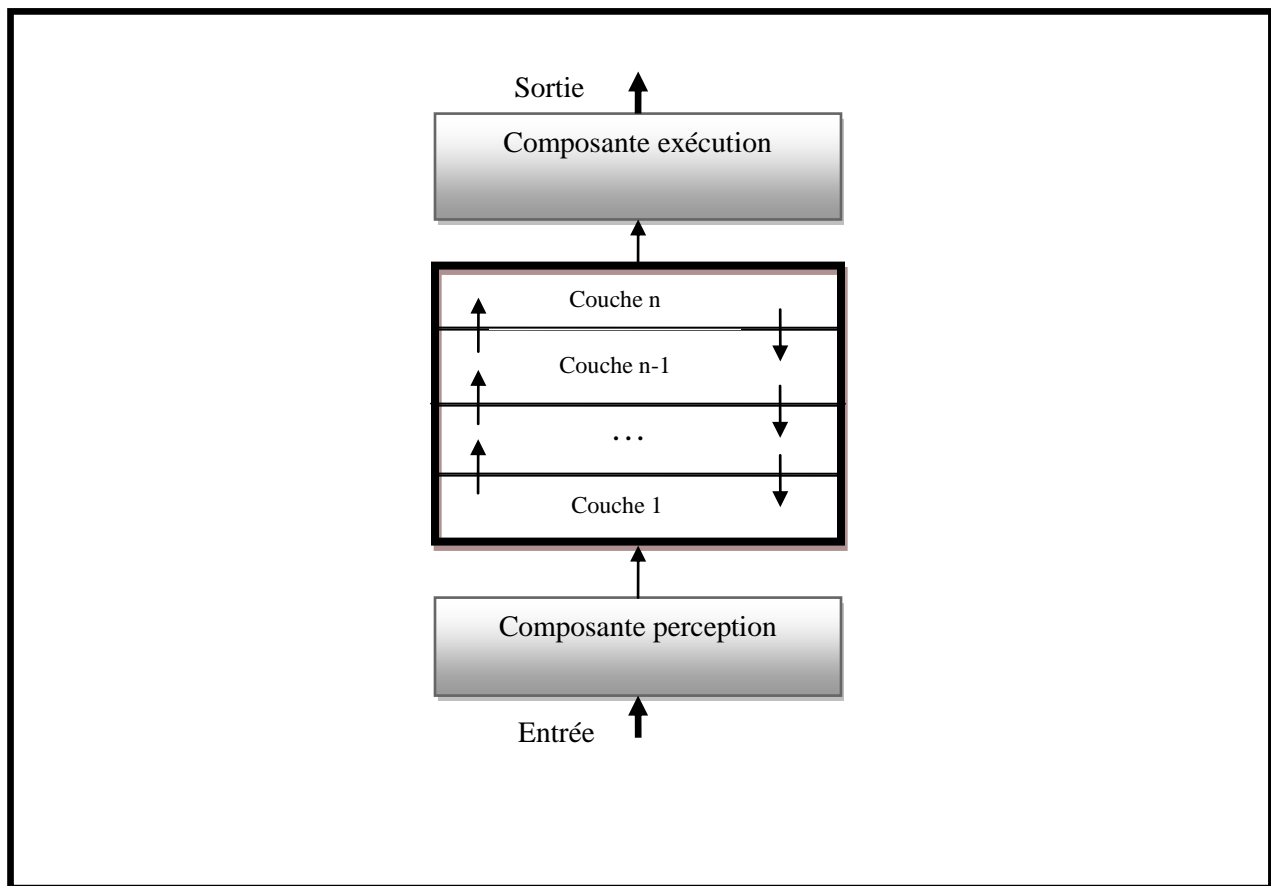 Sortie
Composante exécution
Couche n
Couche n-1
…
Couche 1
Composante perception
Entrée